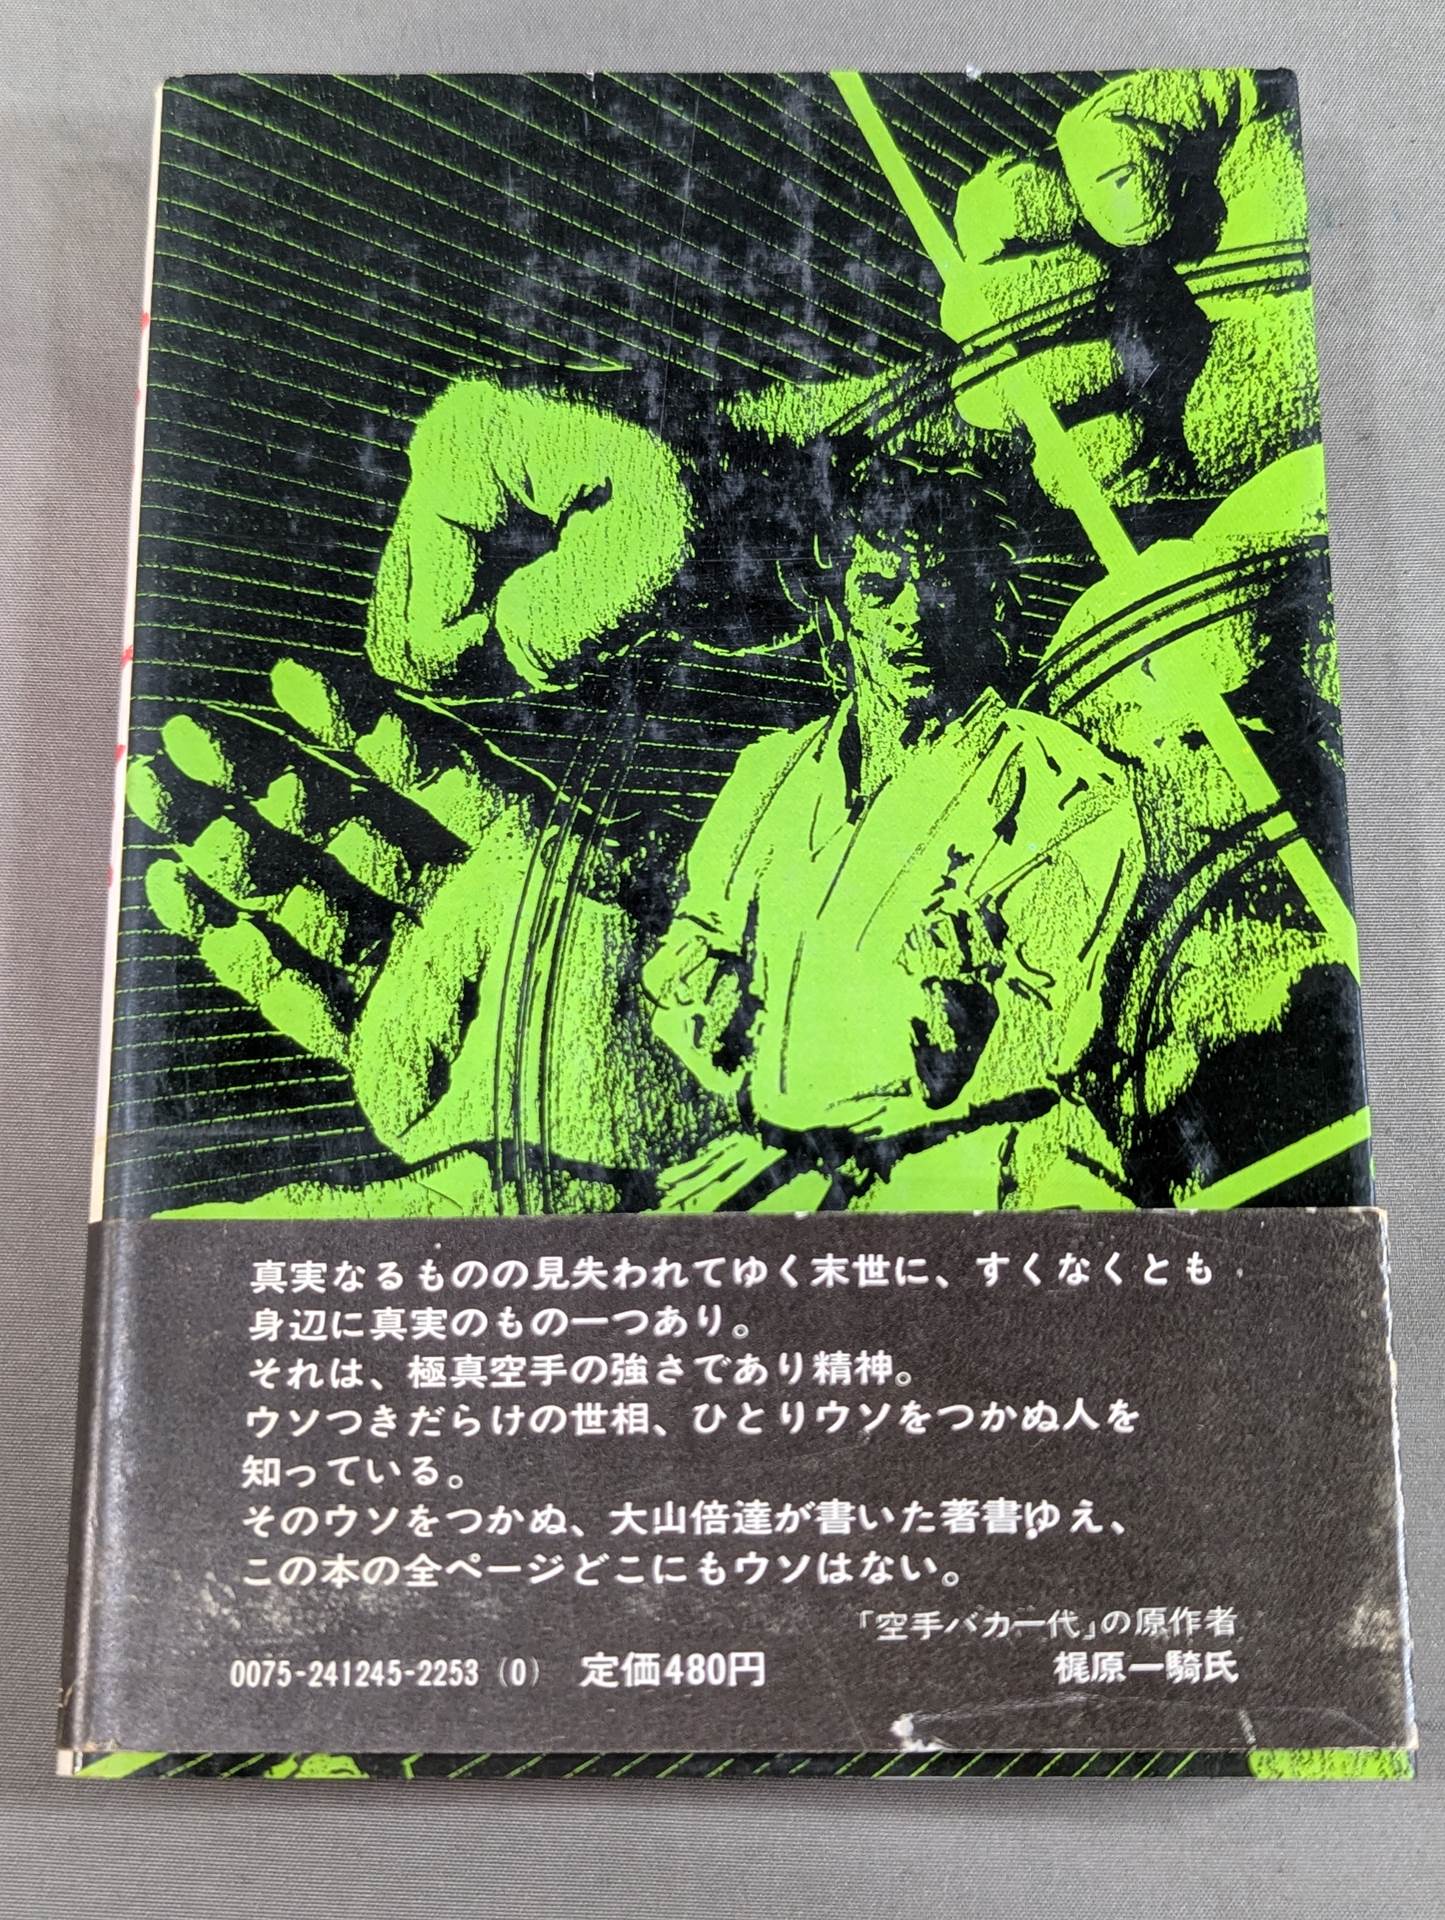 真実なるものの見失われてゆく末世に、すくなくとも
身辺に真実のもの一つあり。
それは、極真空手の強さであり精神。
ウソつきだらけの世相、ひとりウソをつかぬ人を
知っている。
そのウソをつかぬ、大山倍達が書いた著書ゆえ、
この本の全ページどこにもウソはない。
「空手バカ一代」の原作者
梶原一騎氏
0075-241245-2253（0） 定価480円